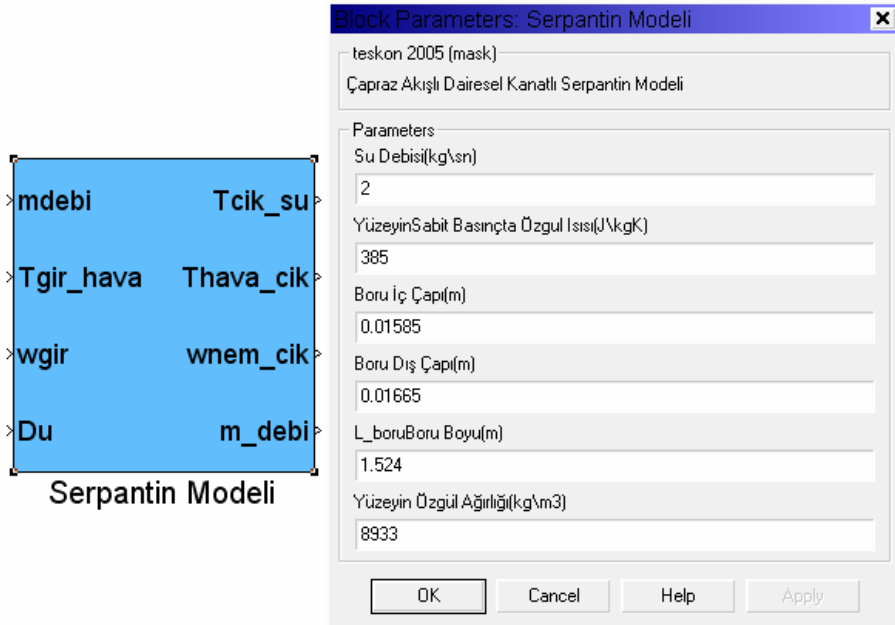 mdebi
Tcik_su
Tgir_hava
Thava_cik
wgir
wnem_cik
Du
m_debi
Serpantin Modeli
Block Parameters: Serpantin Modeli
teskon 2005 (mask)
Çapraz Akışlı Dairesel Kanatlı Serpantin Modeli
Parameters
Su Debisi(kg\sn)
2
YüzeyinSabit Basınçta Özgul Isısı(J\kgK)
385
Boru İç Çapı(m)
0.01585
Boru Dış Çapı(m)
0.01665
L_boruBoru Boyu(m)
1.524
Yüzeyin Özgül Ağırlığı(kg\m3)
8933
OK
Cancel
Help
Apply